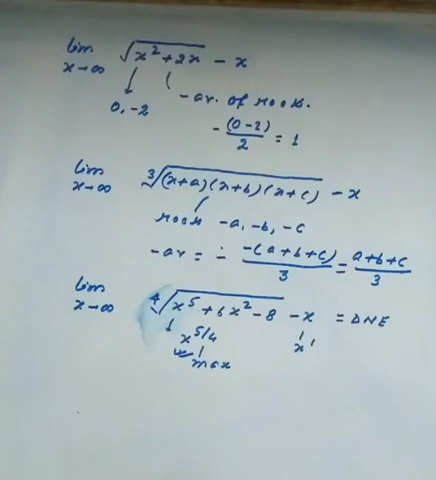 lim x→∞ √(x² + 2x) - x
0, -2
- av. of roots.
- (0-2)/2 = 1
lim x→∞ ³√((x+a)(x+b)(x+c)) - x
roots -a, -b, -c
- av = - -(a+b+c)/3 = a+b+c/3
lim x→∞ ⁴√(x⁵ + 6x² - 8) - x = DNE
x^5/4 x¹
max